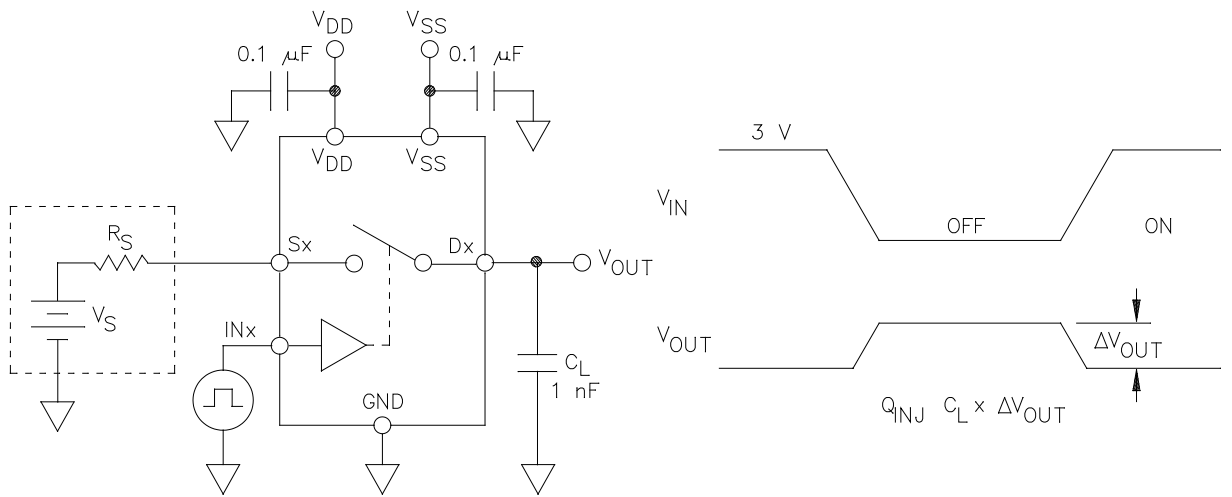 VDD
VSS
0.1 μF
0.1 μF
VDD
VSS
3 V
VIN
OFF
ON
RS
Sx
Dx
VOUT
VS
INx
VOUT
ΔVOUT
CL
1 nF
GND
QINJ CL x ΔVOUT